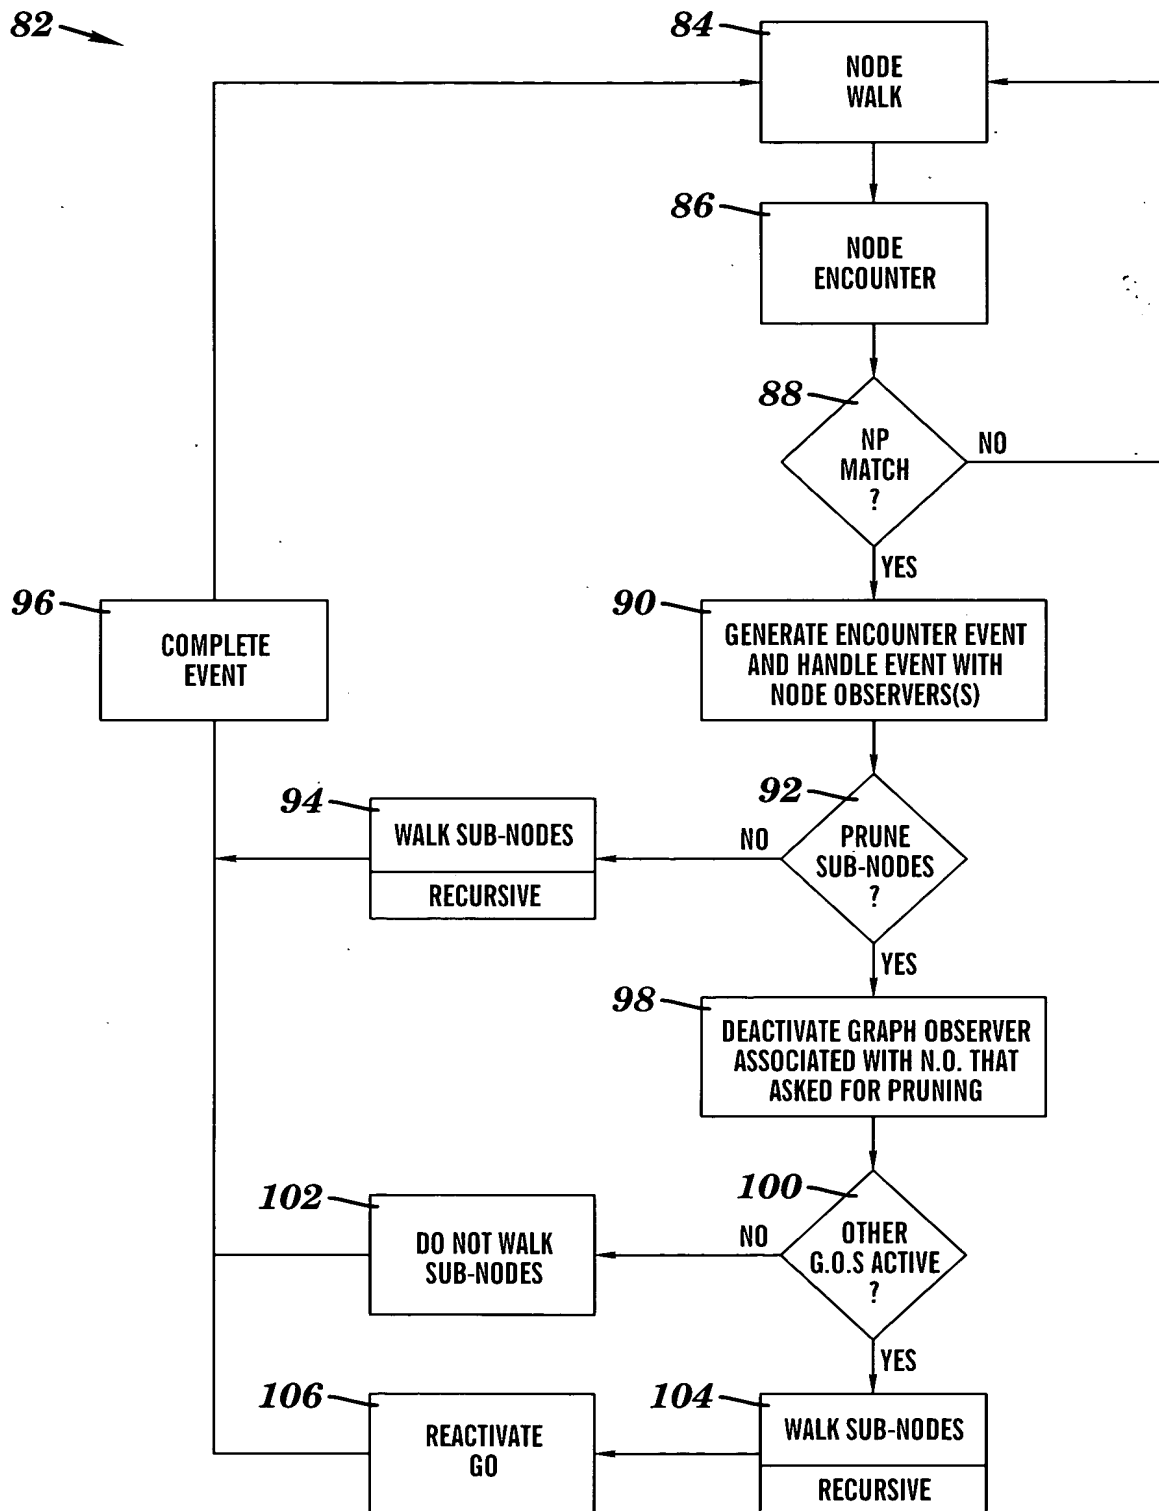 82
84
NODE
WALK
86
NODE
ENCOUNTER
88
NP
MATCH
?
NO
YES
96
COMPLETE
EVENT
90
GENERATE ENCOUNTER EVENT
AND HANDLE EVENT WITH
NODE OBSERVERS(S)
94
WALK SUB-NODES
RECURSIVE
NO
92
PRUNE
SUB-NODES
?
YES
98
DEACTIVATE GRAPH OBSERVER
ASSOCIATED WITH N.O. THAT
ASKED FOR PRUNING
102
DO NOT WALK
SUB-NODES
NO
100
OTHER
G.O.S ACTIVE
?
YES
106
REACTIVATE
GO
104
WALK SUB-NODES
RECURSIVE